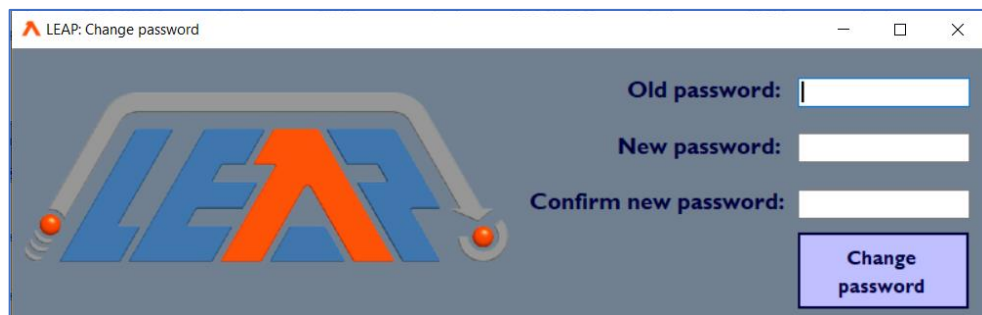 LEAP: Change password
Old password:
LEAP
New password:
Confirm new password:
Change
password